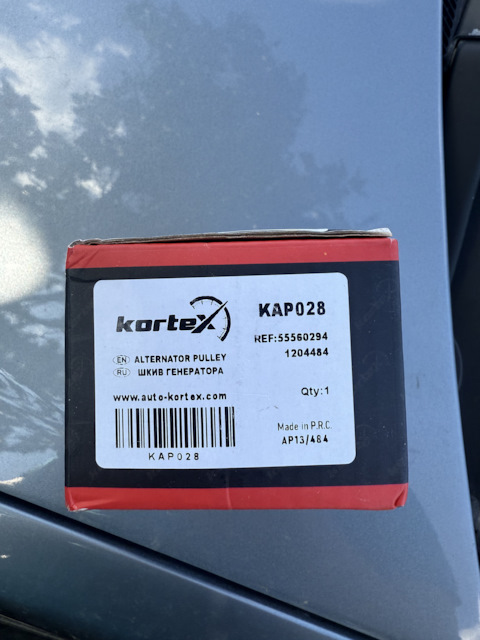 kortex
KAP028
REF:55560294
1204484
EN ALTERNATOR PULLEY
RU ШКИВ ГЕНЕРАТОРА
www.auto-kortex.com
Qty:1
KAP028
Made in P.R.C.
AP13/484